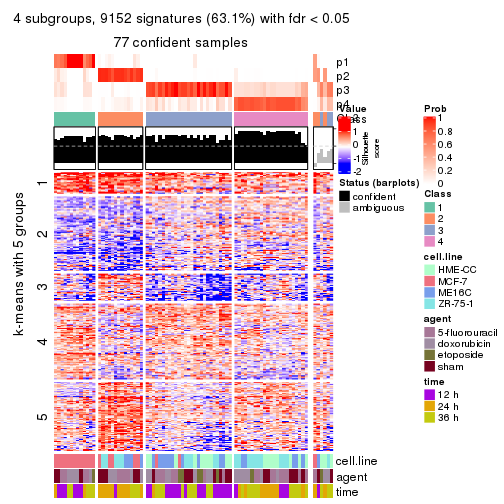 4 subgroups, 9152 signatures (63.1%) with fdr < 0.05
77 confident samples
p1
p2
p3
p4
Class
Silhouette
score
k-means with 5 groups
1
2
3
4
5
cell.line
agent
time
Value
1
0
-1
-2
Status (barplots)
confident
ambiguous
Prob
1
0.8
0.6
0.4
0.2
0
Class
1
2
3
4
cell.line
HME-CC
MCF-7
ME16C
ZR-75-1
agent
5-fluorouracil
doxorubicin
etoposide
sham
time
12 h
24 h
36 h